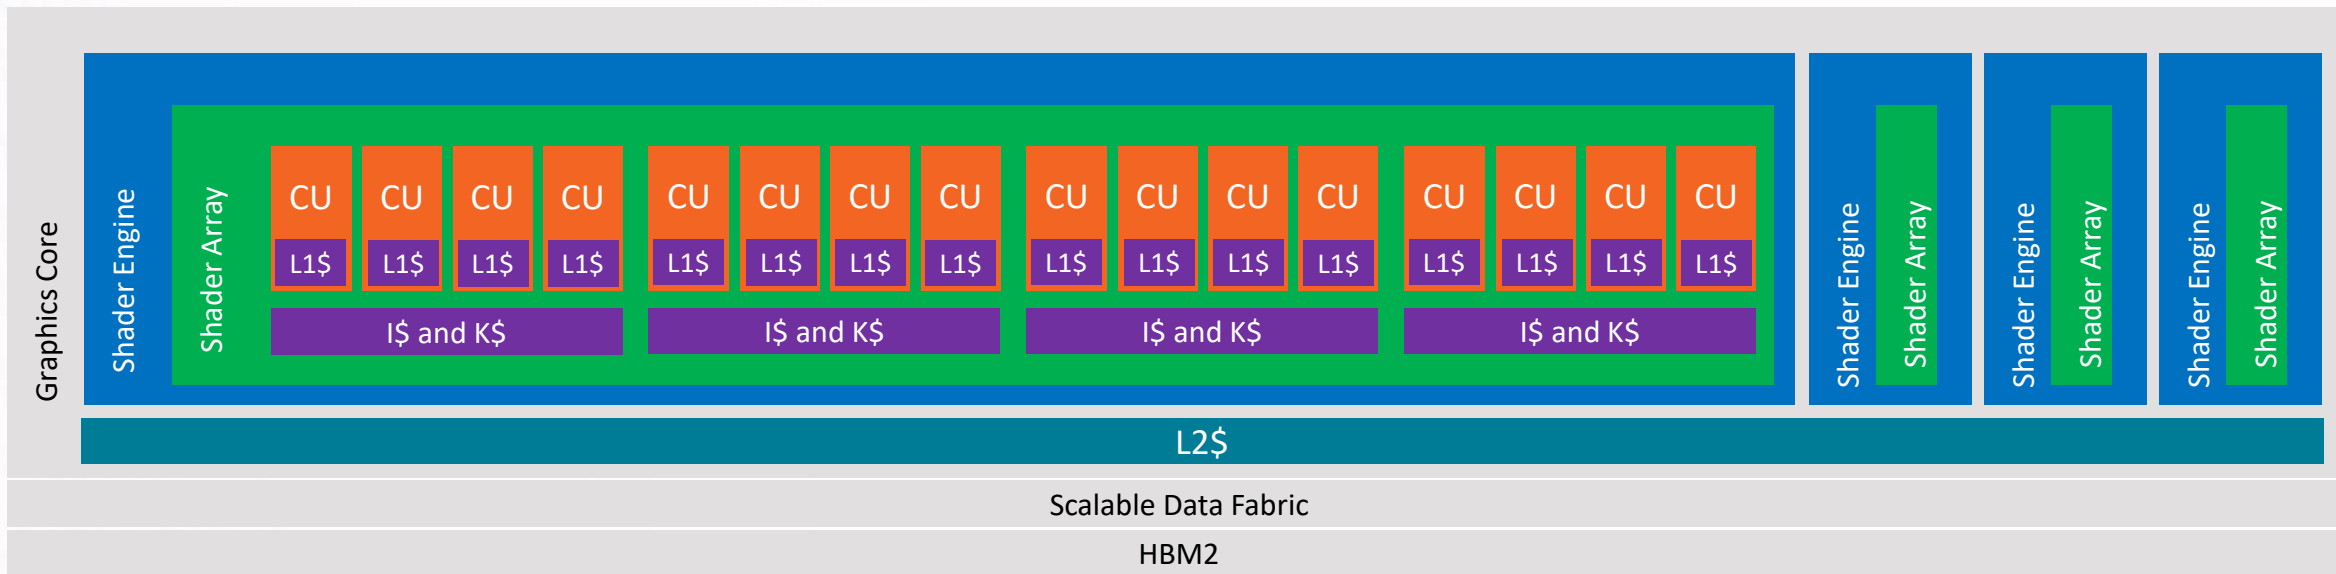 Graphics Core
Shader Engine
Shader Array
CU CU CU CU CU CU CU CU CU CU CU CU CU CU CU CU
L1$ L1$ L1$ L1$ L1$ L1$ L1$ L1$ L1$ L1$ L1$ L1$ L1$ L1$ L1$ L1$
I$ and K$ I$ and K$ I$ and K$ I$ and K$
Shader Engine
Shader Array
Shader Engine
Shader Array
Shader Engine
Shader Array
L2$
Scalable Data Fabric
HBM2